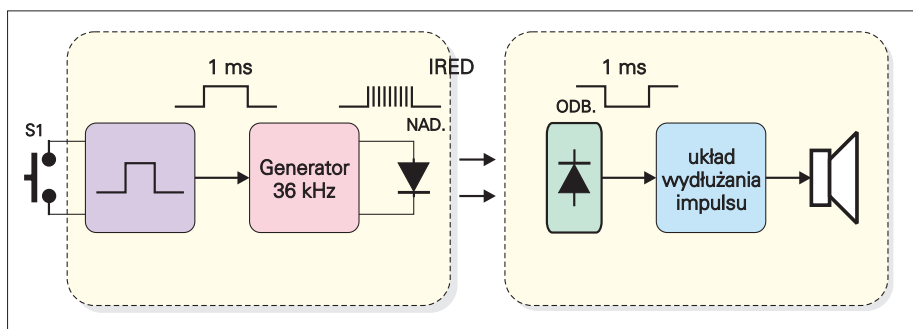 1 ms
IRED
1 ms
S1
NAD.
ODB.
Generator
36 kHz
układ
wydłużania
impulsu